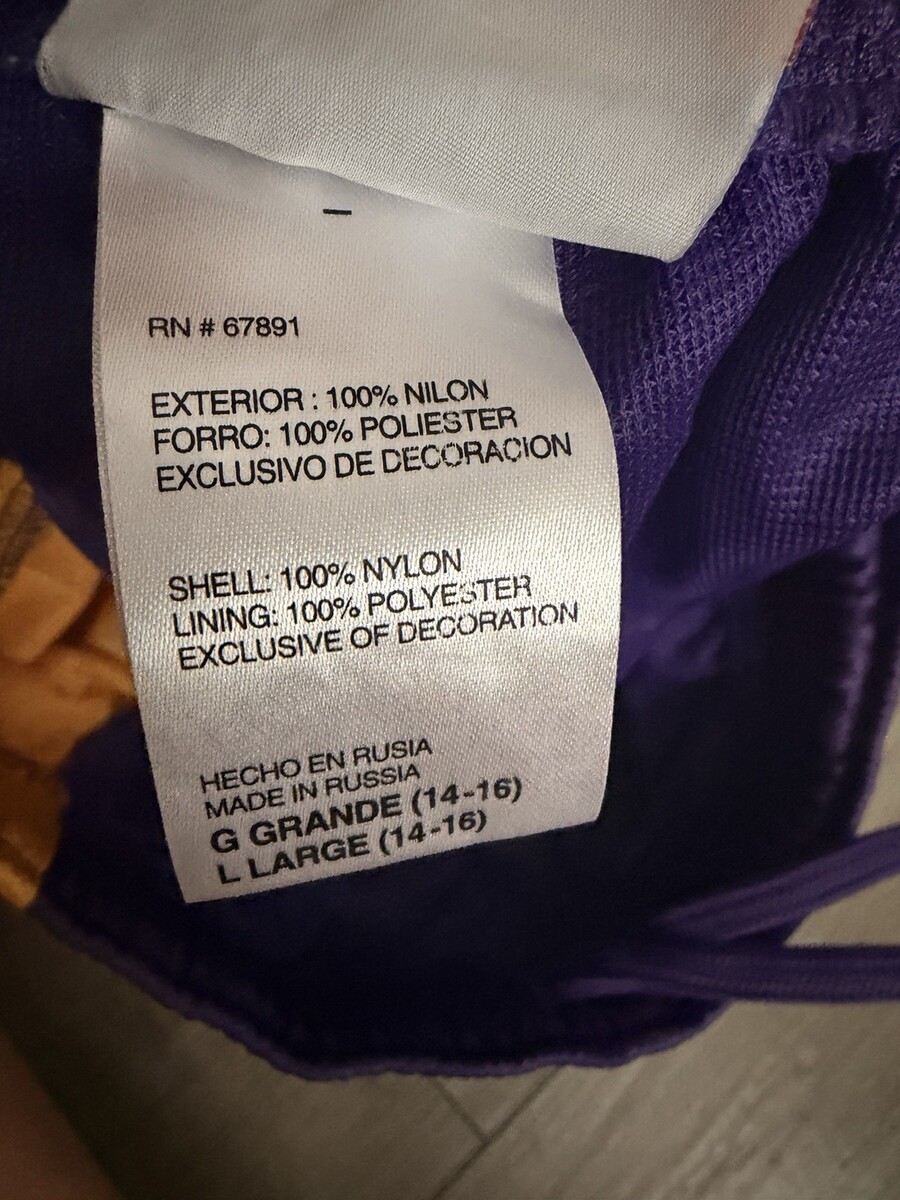 RN # 67891
EXTERIOR : 100% NILON
FORRO: 100% POLIESTER
EXCLUSIVO DE DECORACION
SHELL: 100% NYLON
LINING: 100% POLYESTER
EXCLUSIVE OF DECORATION
HECHO EN RUSIA
MADE IN RUSSIA
G GRANDE (14-16)
L LARGE (14-16)